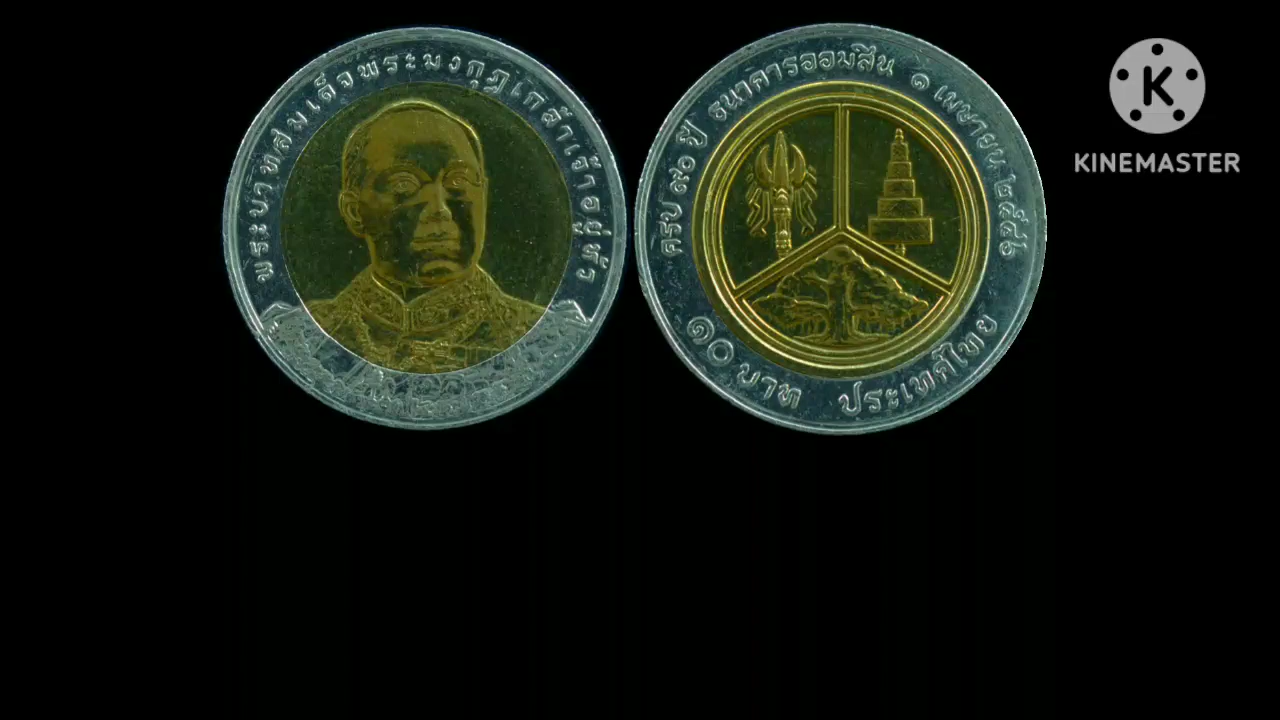 พระบาทสมเด็จพระมงกุฎเกล้าเจ้าอยู่หัว
ครบ ๙๐ ปี ธนาคารออมสิน ๑ เมษายน ๒๕๔๖
๑๐ บาท ประเทศไทย
K
KINEMASTER